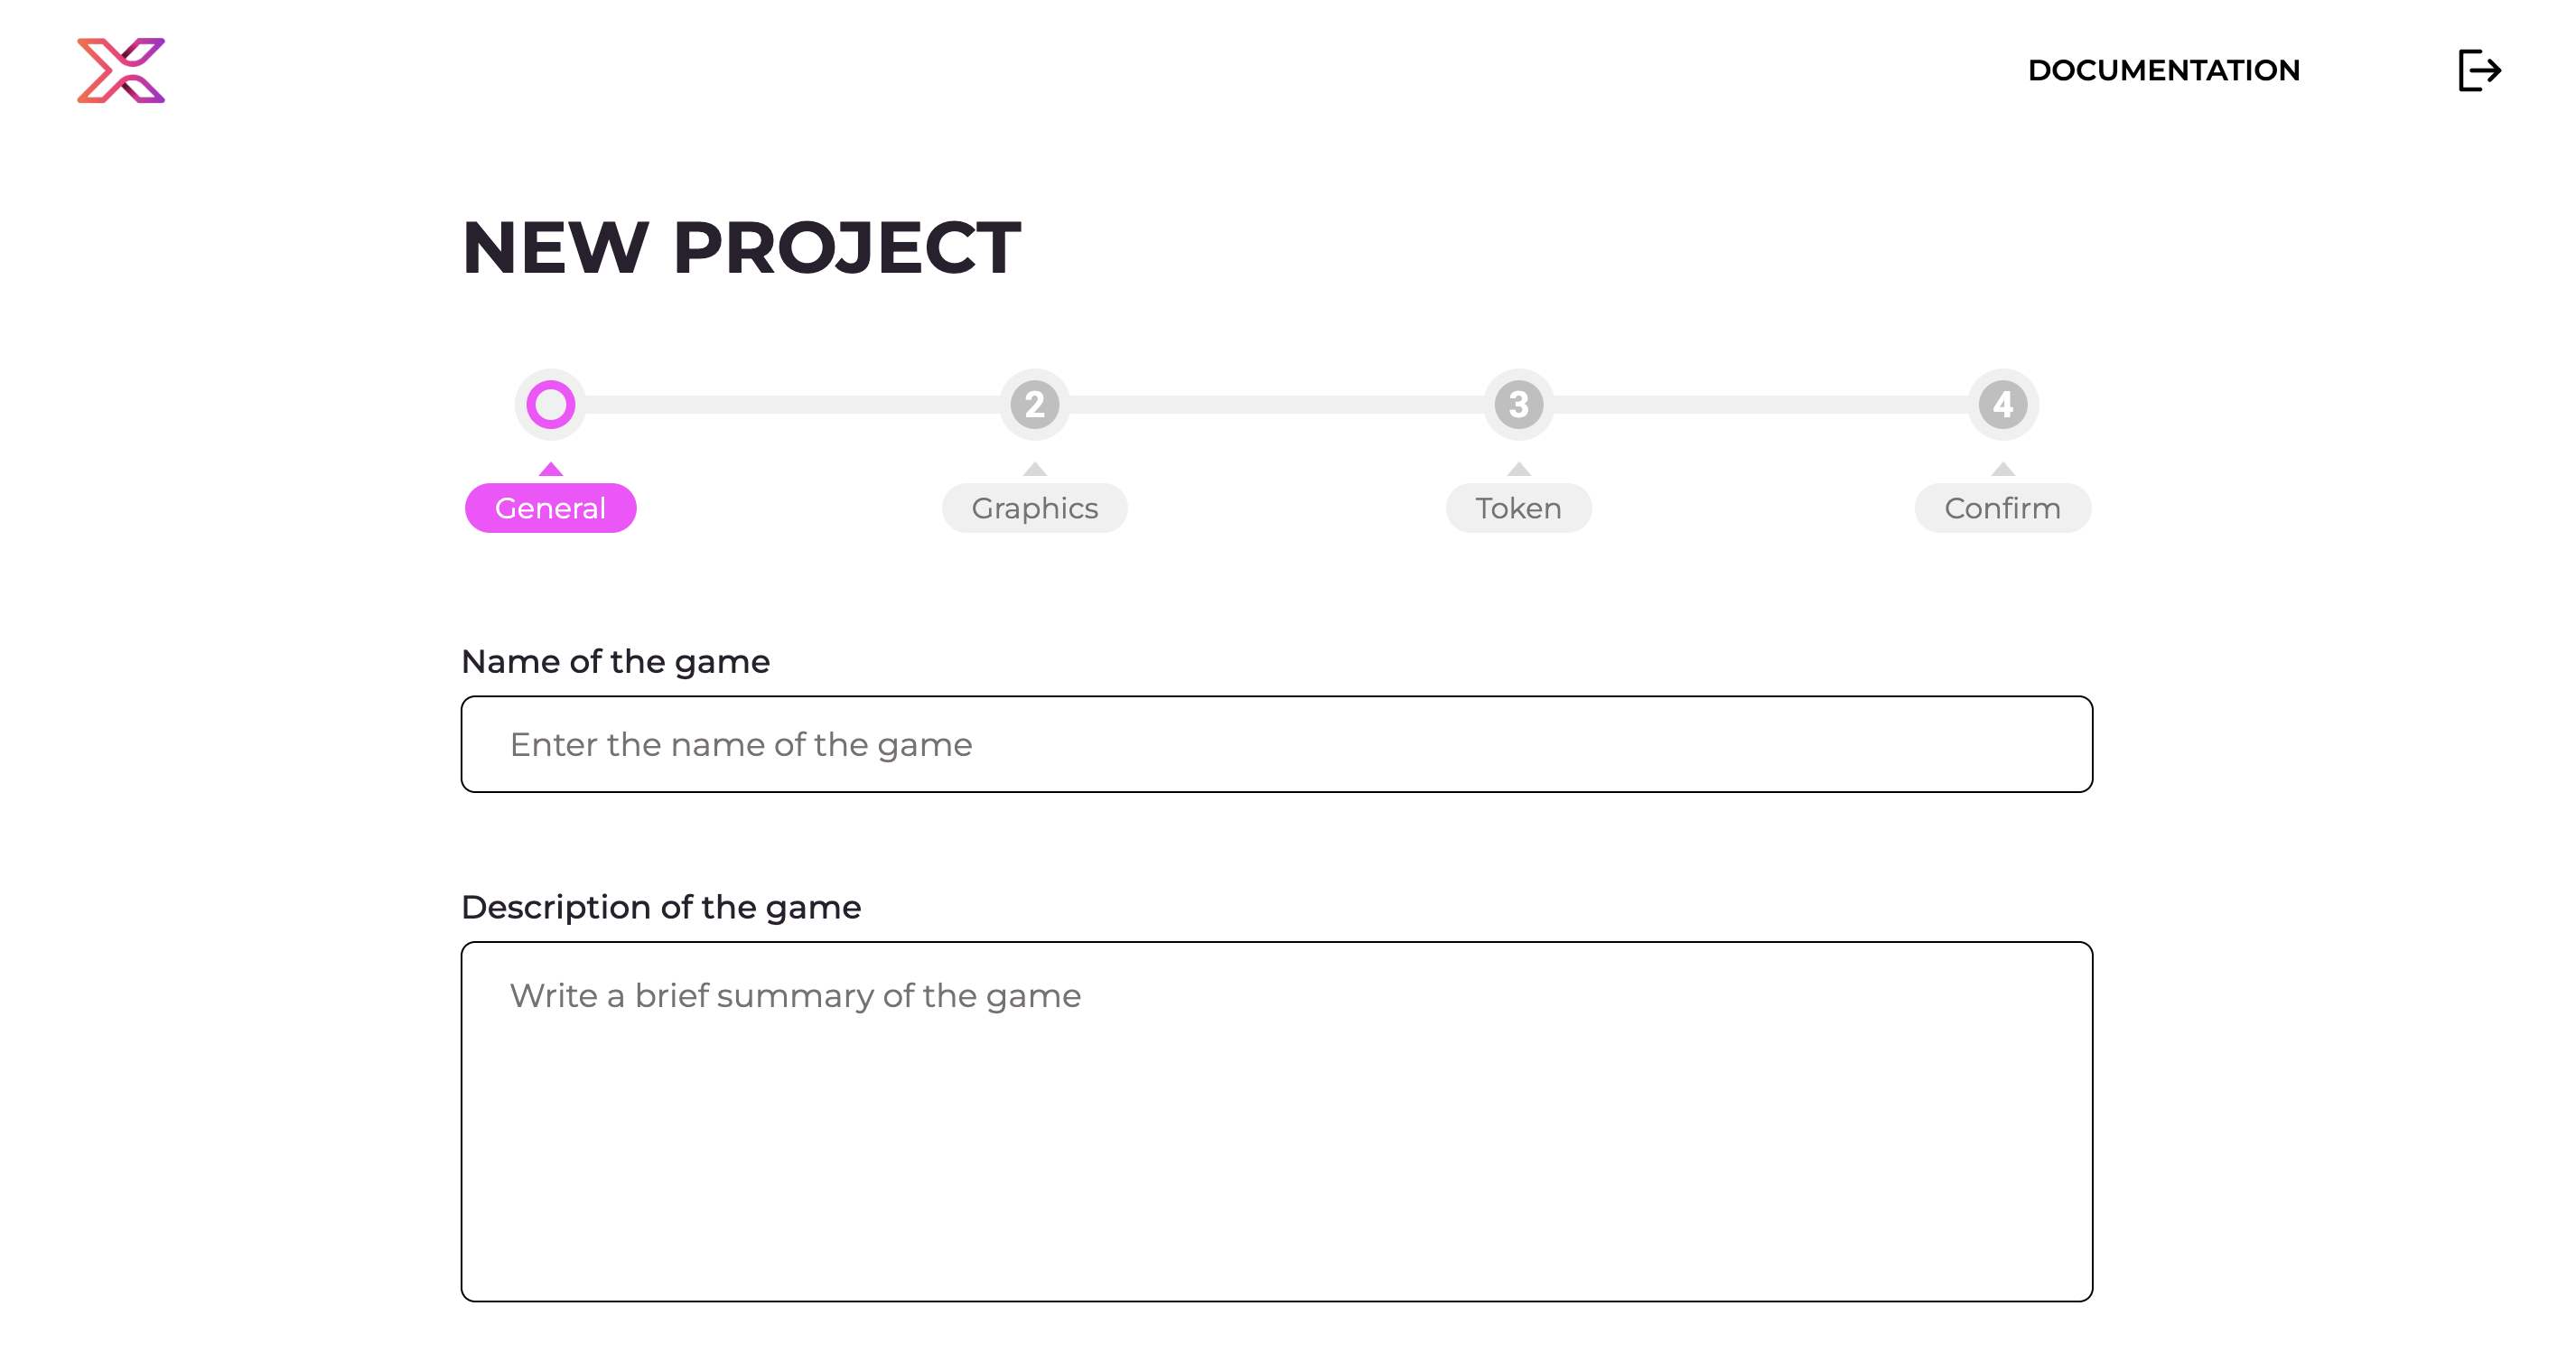 DOCUMENTATION
NEW PROJECT
2 3 4
General Graphics Token Confirm
Name of the game
Enter the name of the game
Description of the game
Write a brief summary of the game